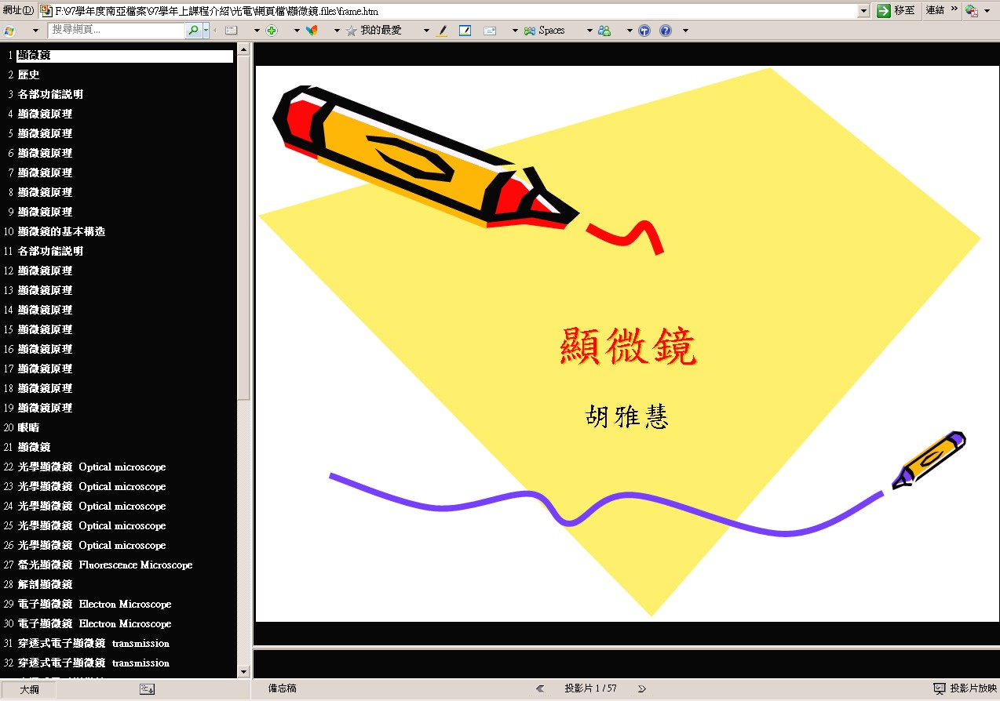 網址(D) F:\97學年度南亞檔案\97學年上課程介紹\光電\網頁檔\顯微鏡.files\frame.htm 移至 連結 »
搜尋網頁... 我的最愛 Spaces
1 顯微鏡
2 歷史
3 各部功能說明
4 顯微鏡原理
5 顯微鏡原理
6 顯微鏡原理
7 顯微鏡原理
8 顯微鏡原理
9 顯微鏡原理
10 顯微鏡的基本構造
11 各部功能說明
12 顯微鏡原理
13 顯微鏡原理
14 顯微鏡原理
15 顯微鏡原理
16 顯微鏡原理
17 顯微鏡原理
18 顯微鏡原理
19 顯微鏡原理
20 眼睛
21 顯微鏡
22 光學顯微鏡 Optical microscope
23 光學顯微鏡 Optical microscope
24 光學顯微鏡 Optical microscope
25 光學顯微鏡 Optical microscope
26 光學顯微鏡 Optical microscope
27 螢光顯微鏡 Fluorescence Microscope
28 解剖顯微鏡
29 電子顯微鏡 Electron Microscope
30 電子顯微鏡 Electron Microscope
31 穿透式電子顯微鏡 transmission
32 穿透式電子顯微鏡 transmission
顯微鏡
胡雅慧
大綱 備忘稿 投影片 1 / 57 投影片放映